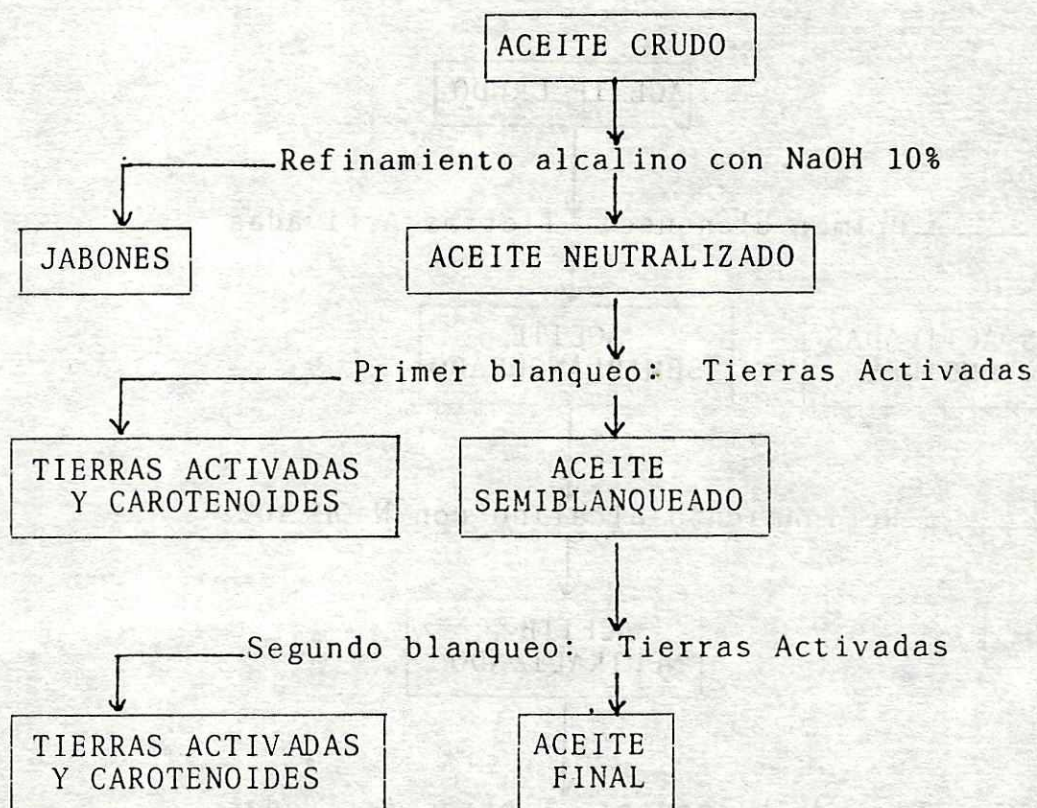 ACEITE CRUDO
Refinamiento alcalino con NaOH 10%
JABONES
ACEITE NEUTRALIZADO
Primer blanqueo: Tierras Activadas
TIERRAS ACTIVADAS
Y CAROTENOIDES
ACEITE
SEMIBLANQUEADO
Segundo blanqueo: Tierras Activadas
TIERRAS ACTIVADAS
Y CAROTENOIDES
ACEITE
FINAL